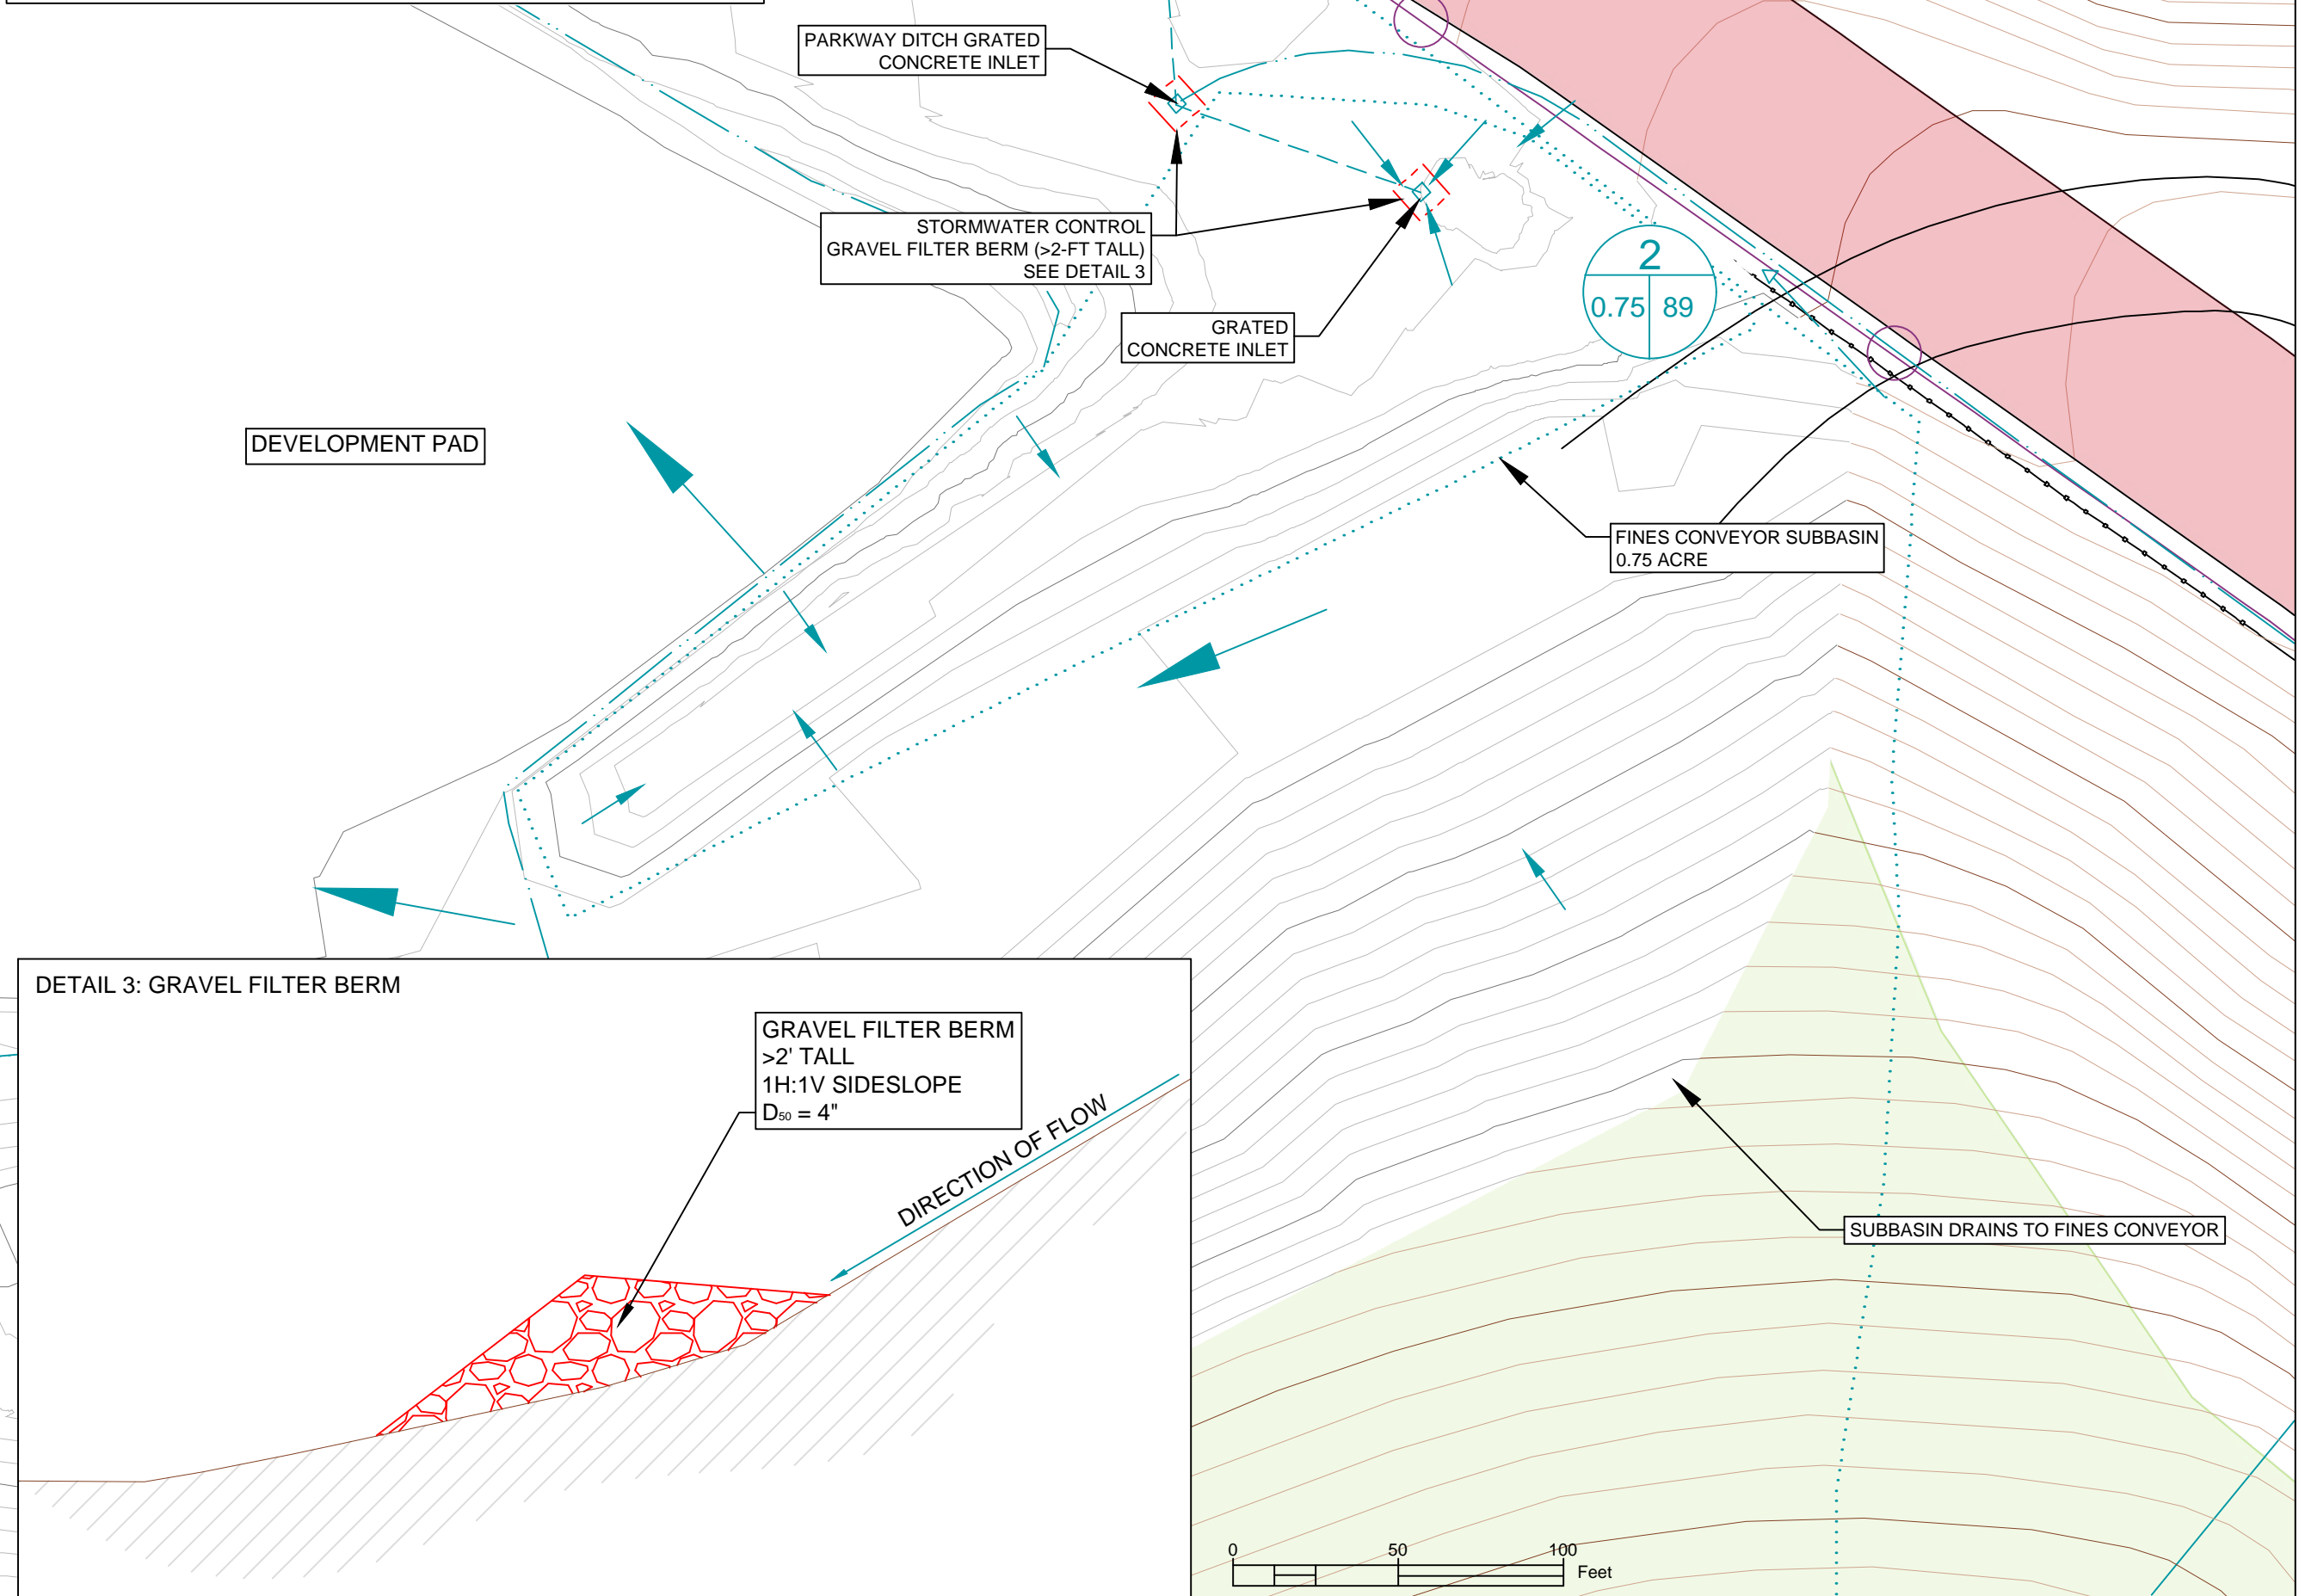 PARKWAY DITCH GRATED
CONCRETE INLET
STORMWATER CONTROL
GRAVEL FILTER BERM (>2-FT TALL)
SEE DETAIL 3
2
0.75 89
GRATED
CONCRETE INLET
DEVELOPMENT PAD
FINES CONVEYOR SUBBASIN
0.75 ACRE
DETAIL 3: GRAVEL FILTER BERM
GRAVEL FILTER BERM
>2' TALL
1H:1V SIDESLOPE
D50 = 4"
DIRECTION OF FLOW
SUBBASIN DRAINS TO FINES CONVEYOR
0 50 100
Feet